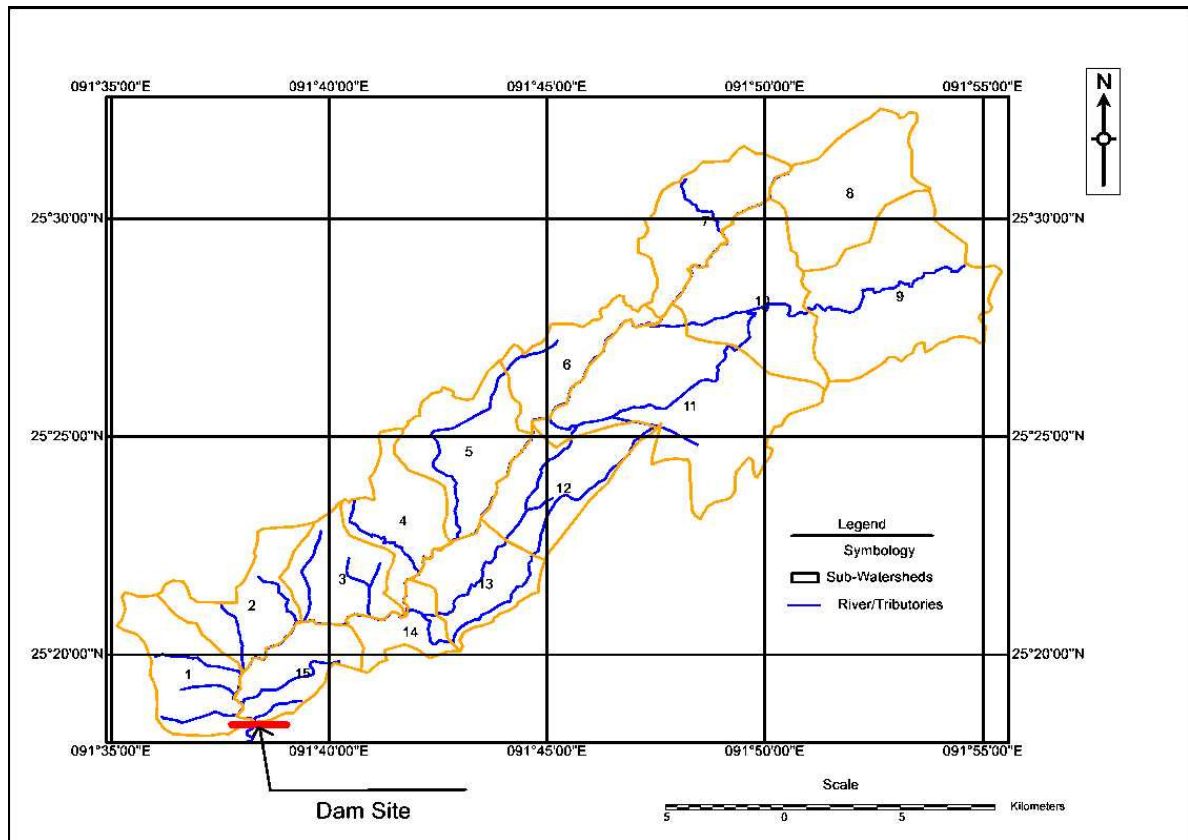 N
091°35'00"E 091°40'00"E 091°45'00"E 091°50'00"E 091°55'00"E
8
25°30'00"N 7 25°30'00"N
9
10
6
11
25°25'00"N 25°25'00"N
5
12
4
Legend
Symbology
Sub-Watersheds
River/Tributories
3
13
2
14
25°20'00"N 25°20'00"N
1
15
091°35'00"E 091°40'00"E 091°45'00"E 091°50'00"E 091°55'00"E
Dam Site
Scale
5 0 5 Kilometers